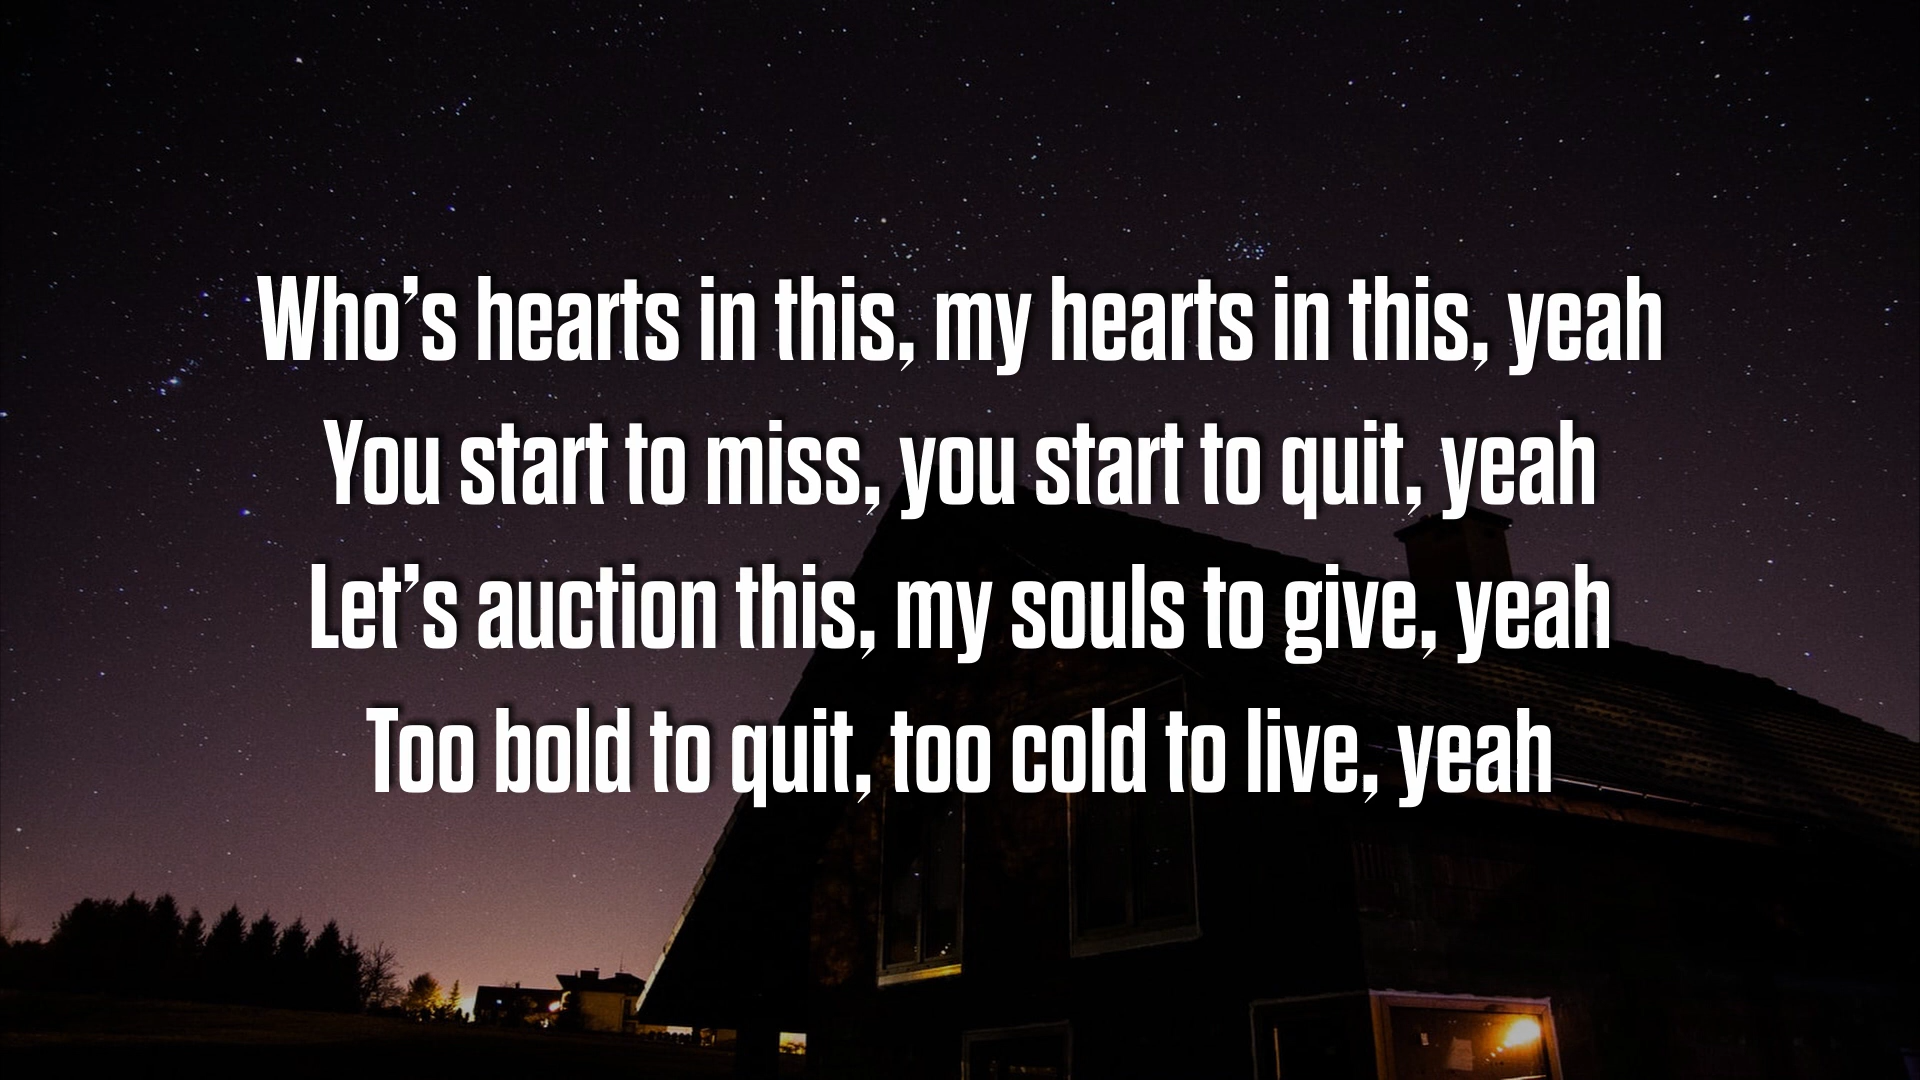 Who’s hearts in this, my hearts in this, yeah
You start to miss, you start to quit, yeah
Let’s auction this, my souls to give, yeah
Too bold to quit, too cold to live, yeah